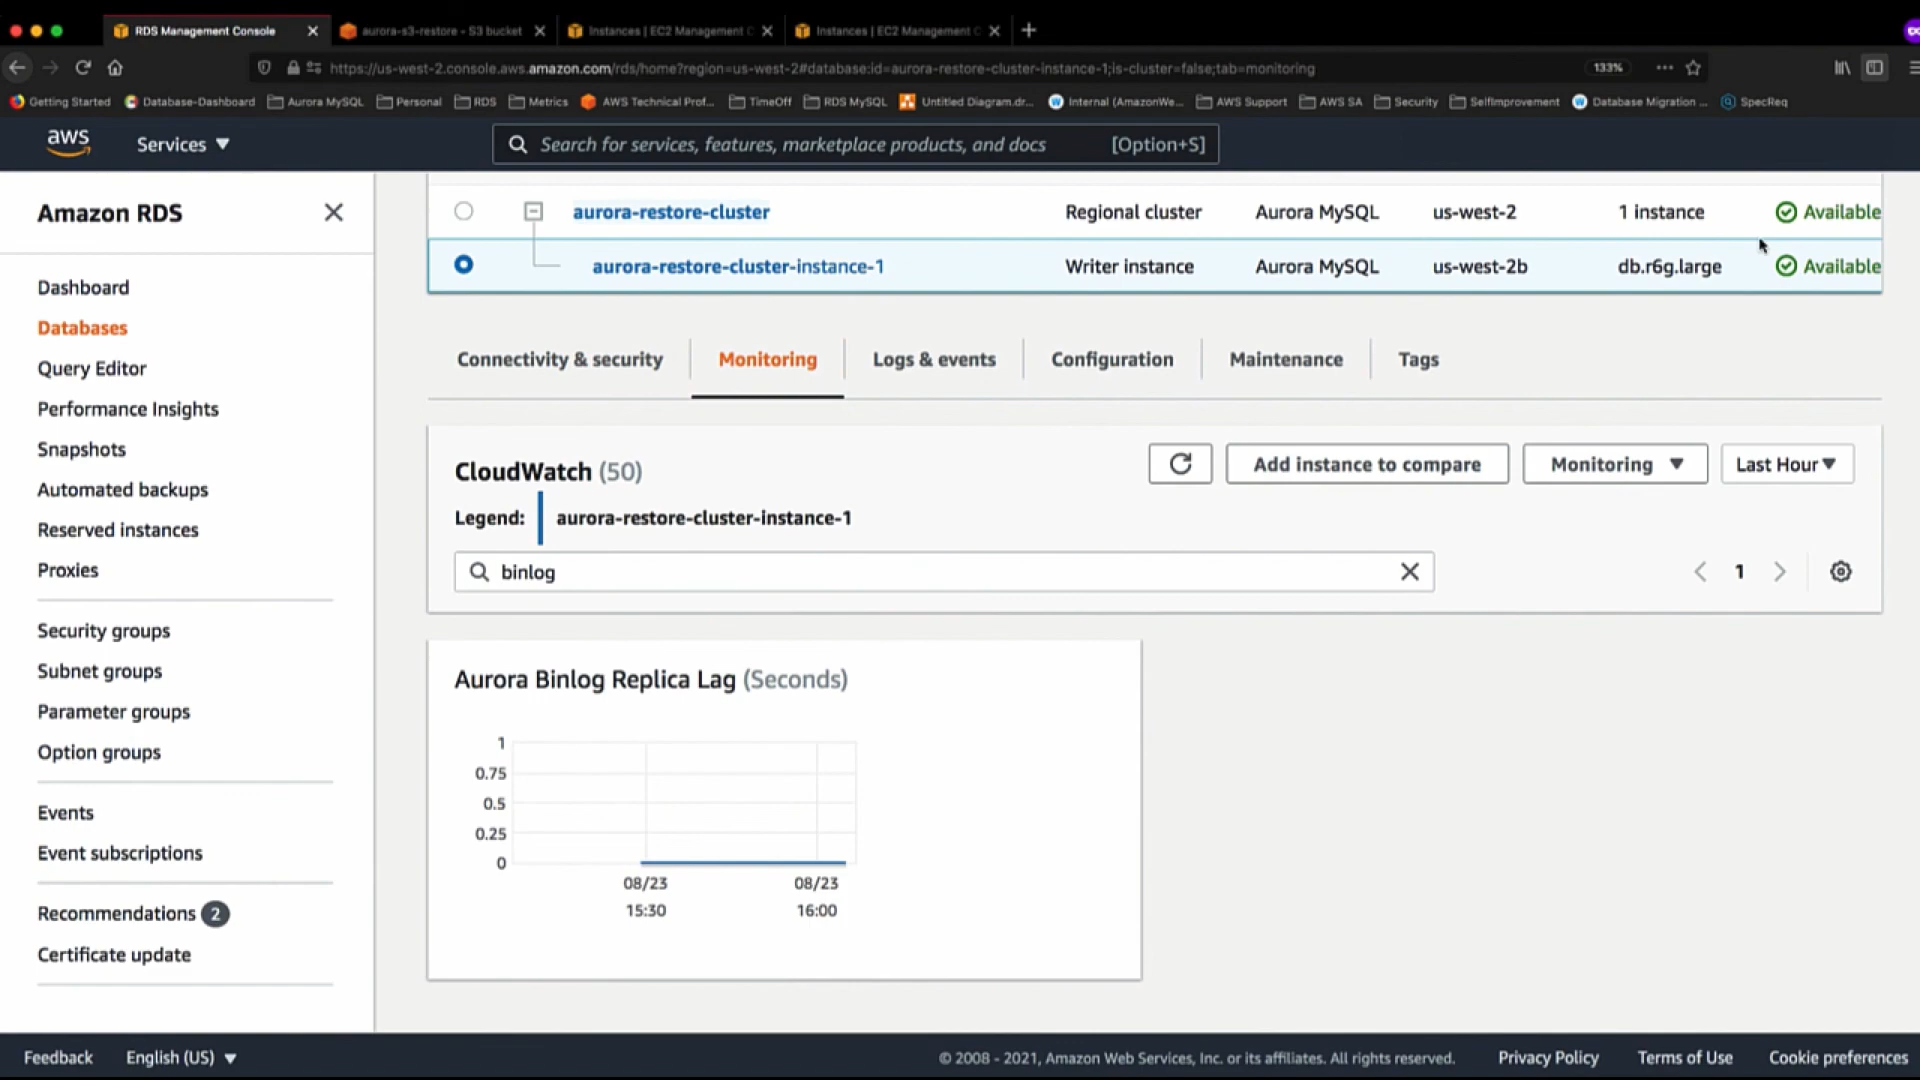 RDS Management Console
aurora-s3-restore - S3 bucket
Instances | EC2 Management C
Instances | EC2 Management C
https://us-west-2.console.aws.amazon.com/rds/home?region=us-west-2#database:id=aurora-restore-cluster-instance-1;is-cluster=false;tab=monitoring
133%
Getting Started
Database-Dashboard
Aurora MySQL
Personal
RDS
Metrics
AWS Technical Prof...
TimeOff
RDS MySQL
Untitled Diagram.dr...
Internal (AmazonWe...
AWS Support
AWS SA
Security
SelfImprovement
Database Migration ...
SpecReq
aws
Services
Search for services, features, marketplace products, and docs
[Option+S]
Amazon RDS
Dashboard
Databases
Query Editor
Performance Insights
Snapshots
Automated backups
Reserved instances
Proxies
Security groups
Subnet groups
Parameter groups
Option groups
Events
Event subscriptions
Recommendations 2
Certificate update
aurora-restore-cluster Regional cluster Aurora MySQL us-west-2 1 instance Available
aurora-restore-cluster-instance-1 Writer instance Aurora MySQL us-west-2b db.r6g.large Available
Connectivity & security
Monitoring
Logs & events
Configuration
Maintenance
Tags
CloudWatch (50)
Add instance to compare
Monitoring
Last Hour
Legend: aurora-restore-cluster-instance-1
binlog
1
Aurora Binlog Replica Lag (Seconds)
1
0.75
0.5
0.25
0
08/23 08/23
15:30 16:00
Feedback
English (US)
© 2008 - 2021, Amazon Web Services, Inc. or its affiliates. All rights reserved.
Privacy Policy
Terms of Use
Cookie preferences